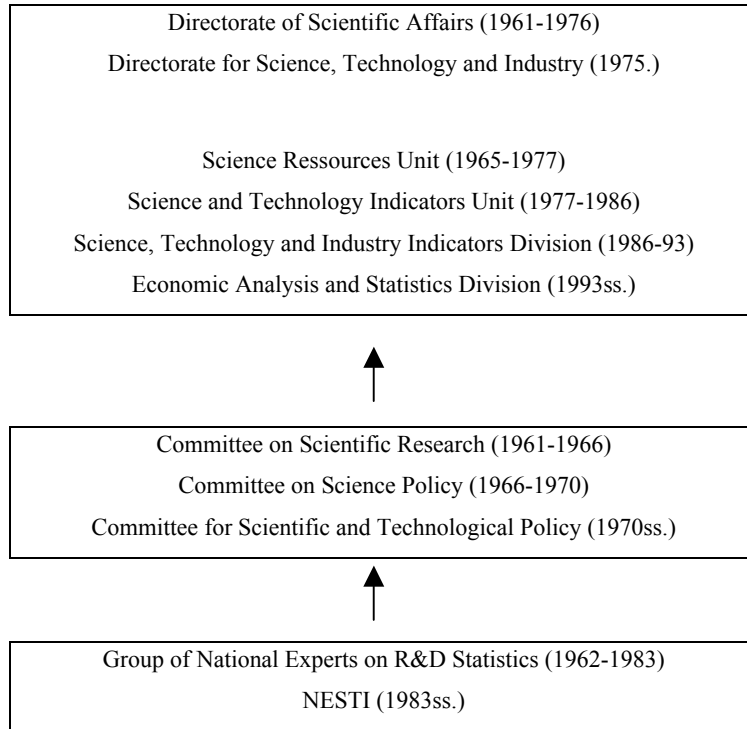 Directorate of Scientific Affairs (1961-1976)
Directorate for Science, Technology and Industry (1975.)
Science Ressources Unit (1965-1977)
Science and Technology Indicators Unit (1977-1986)
Science, Technology and Industry Indicators Division (1986-93)
Economic Analysis and Statistics Division (1993ss.)
Committee on Scientific Research (1961-1966)
Committee on Science Policy (1966-1970)
Committee for Scientific and Technological Policy (1970ss.)
Group of National Experts on R&D Statistics (1962-1983)
NESTI (1983ss.)